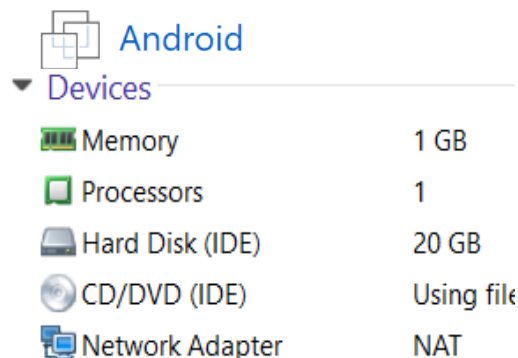 Android
Devices
Memory 1 GB
Processors 1
Hard Disk (IDE) 20 GB
CD/DVD (IDE) Using file
Network Adapter NAT